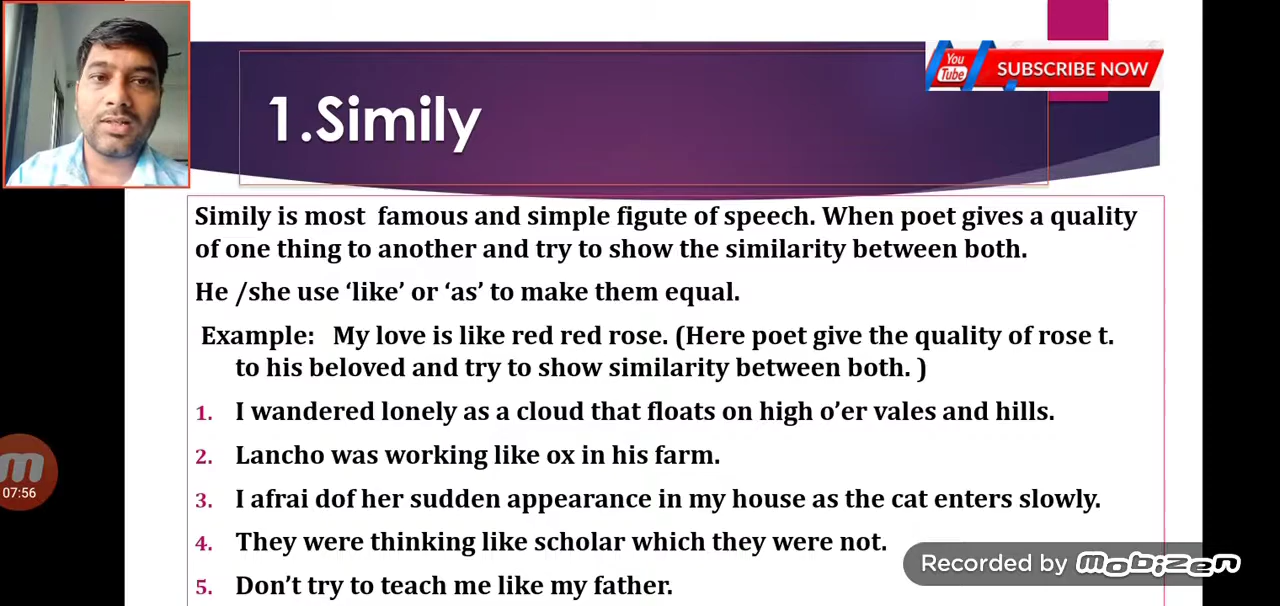 You
Tube
SUBSCRIBE NOW
1.Simily
Simily is most famous and simple figute of speech. When poet gives a quality
of one thing to another and try to show the similarity between both.
He /she use ‘like’ or ‘as’ to make them equal.
Example: My love is like red red rose. (Here poet give the quality of rose t.
to his beloved and try to show similarity between both. )
1. I wandered lonely as a cloud that floats on high o’er vales and hills.
2. Lancho was working like ox in his farm.
3. I afrai dof her sudden appearance in my house as the cat enters slowly.
4. They were thinking like scholar which they were not.
5. Don’t try to teach me like my father.
07:56
Recorded by Mobizen